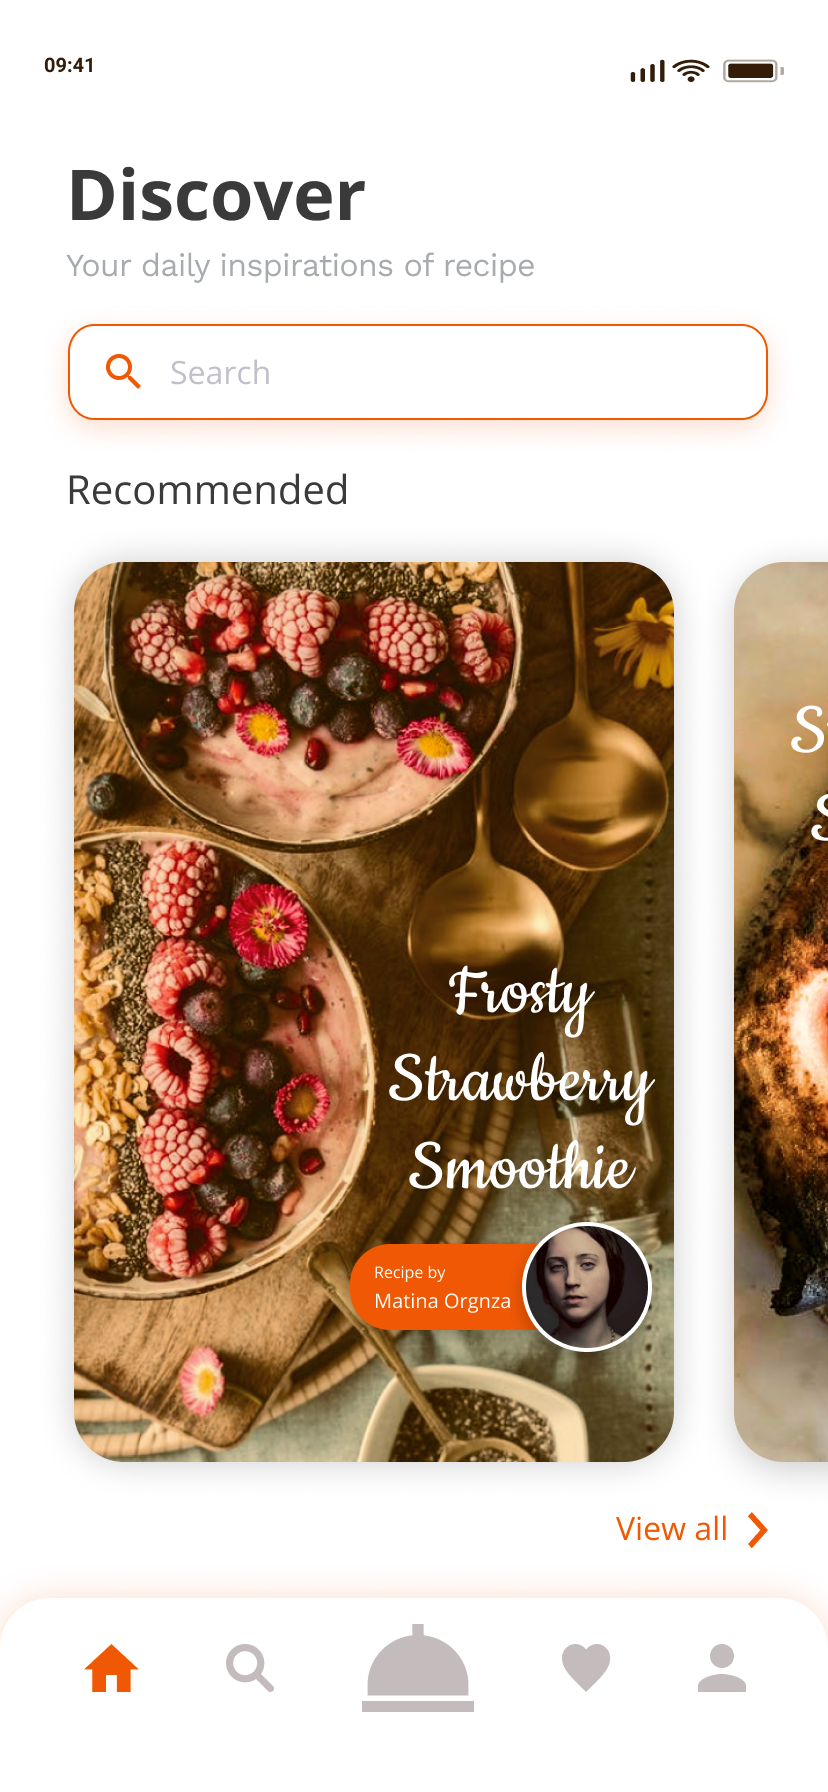 09:41
Discover
Your daily inspirations of recipe
Search
Recommended
Frosty
Strawberry
Smoothie
Recipe by
Matina Orgnza
View all